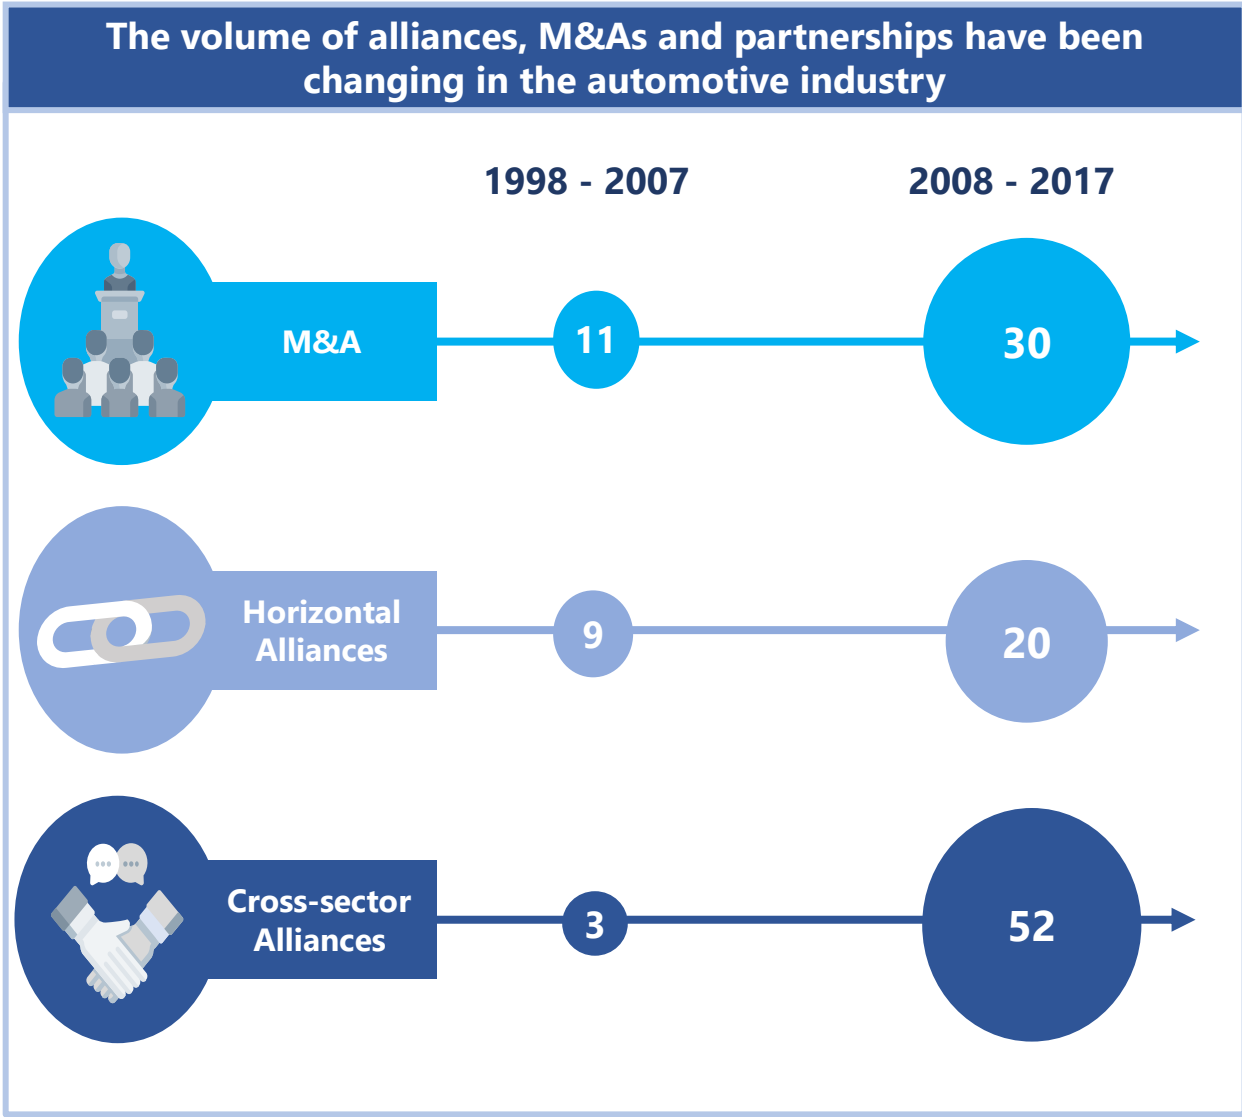 The volume of alliances, M&As and partnerships have been
changing in the automotive industry
1998 - 2007
2008 - 2017
M&A
11
30
Horizontal
Alliances
9
20
Cross-sector
Alliances
3
52